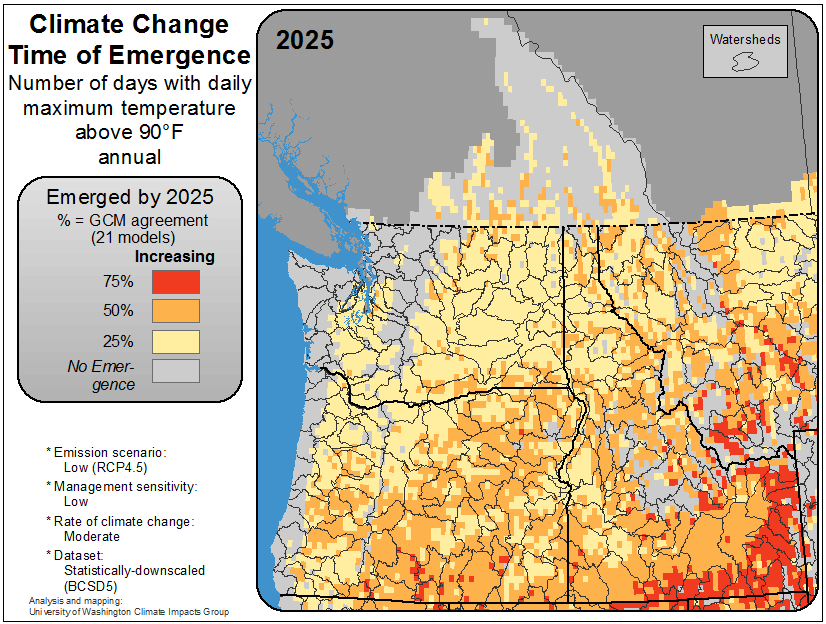 Climate Change
Time of Emergence
Number of days with daily
maximum temperature
above 90°F
annual
Emerged by 2025
% = GCM agreement
(21 models)
Increasing
75%
50%
25%
No Emer-
gence
* Emission scenario:
Low (RCP4.5)
* Management sensitivity:
Low
* Rate of climate change:
Moderate
* Dataset:
Statistically-downscaled
(BCSD5)
Analysis and mapping:
University of Washington Climate Impacts Group
2025
Watersheds